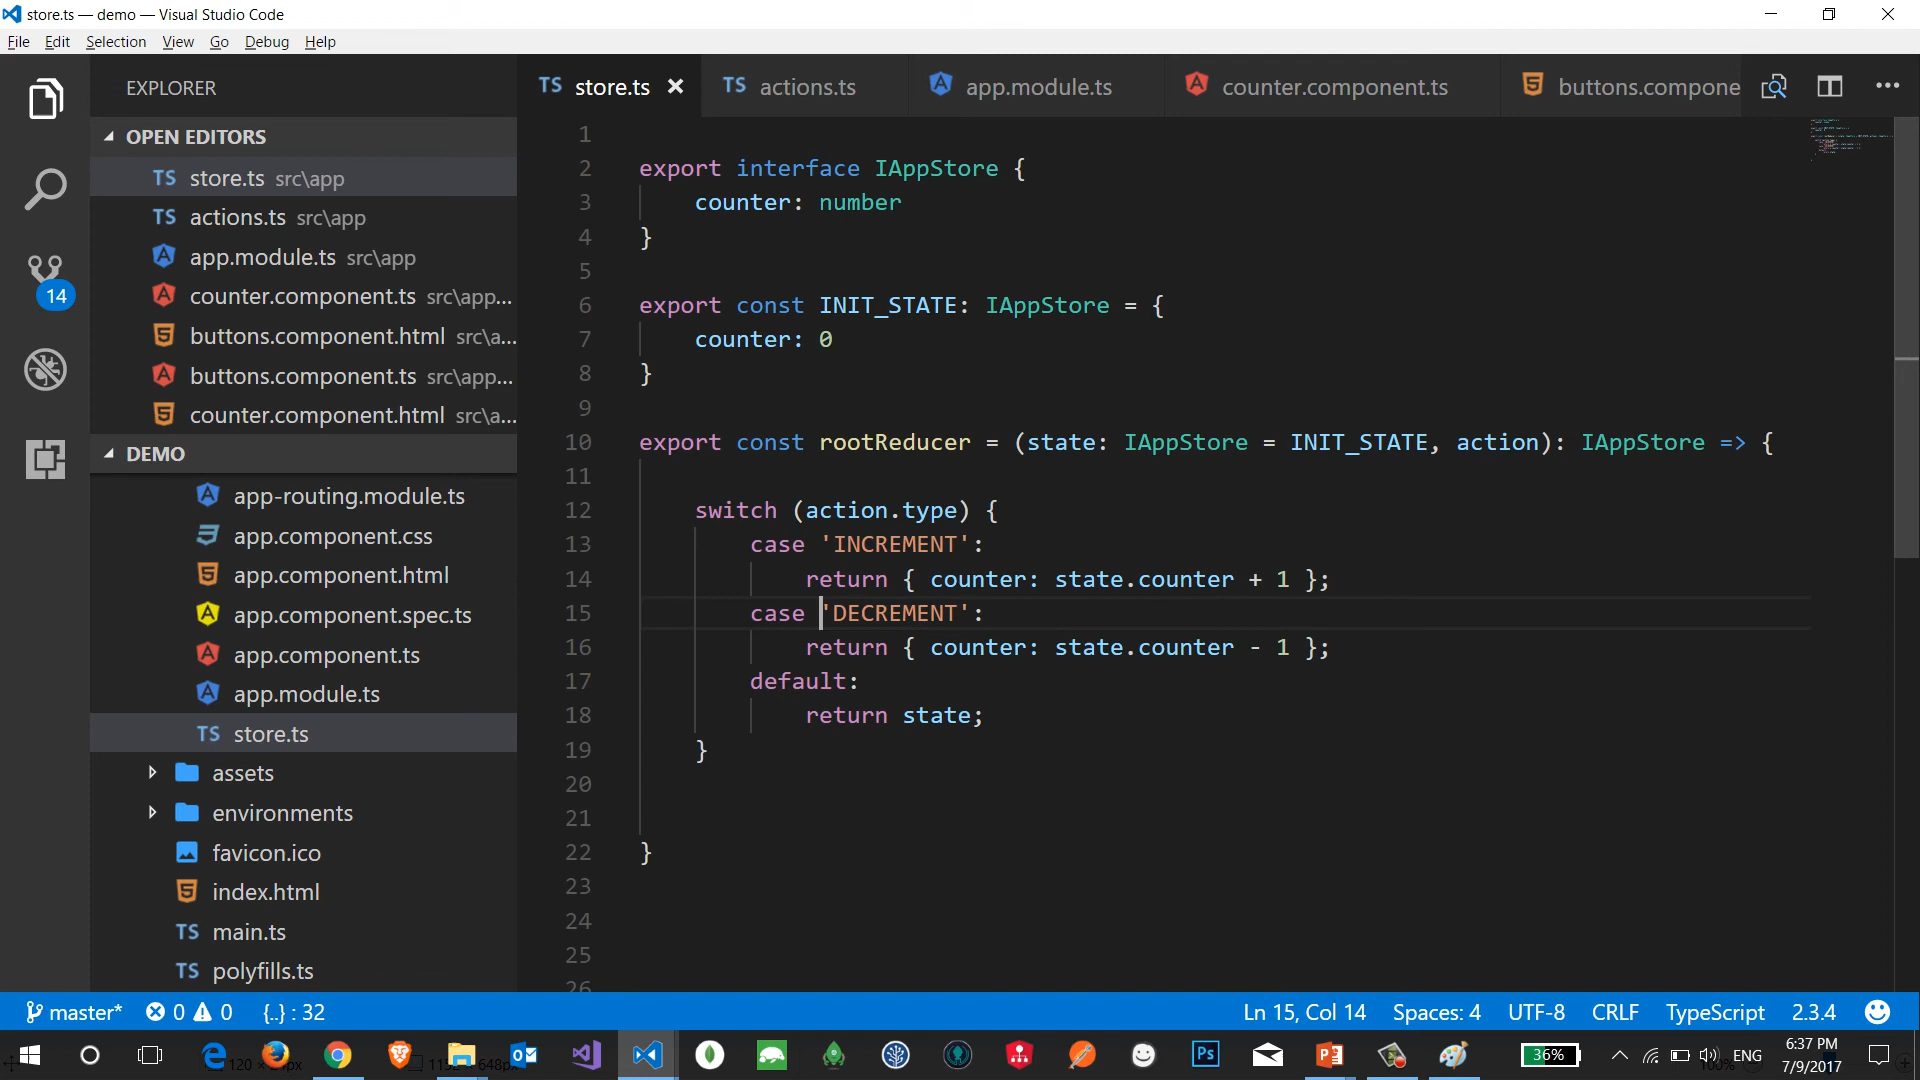 store.ts — demo — Visual Studio Code
File Edit Selection View Go Debug Help
EXPLORER
OPEN EDITORS
TS store.ts src\app
TS actions.ts src\app
app.module.ts src\app
counter.component.ts src\app...
buttons.component.html src\a...
buttons.component.ts src\app...
counter.component.html src\a...
DEMO
app-routing.module.ts
app.component.css
app.component.html
app.component.spec.ts
app.component.ts
app.module.ts
TS store.ts
assets
environments
favicon.ico
index.html
TS main.ts
TS polyfills.ts
14
TS store.ts TS actions.ts app.module.ts counter.component.ts buttons.compone
1
2 export interface IAppStore {
3 counter: number
4 }
5
6 export const INIT_STATE: IAppStore = {
7 counter: 0
8 }
9
10 export const rootReducer = (state: IAppStore = INIT_STATE, action): IAppStore => {
11
12 switch (action.type) {
13 case 'INCREMENT':
14 return { counter: state.counter + 1 };
15 case 'DECREMENT':
16 return { counter: state.counter - 1 };
17 default:
18 return state;
19 }
20
21
22 }
23
24
25
26
master* 0 0 {..} : 32 Ln 15, Col 14 Spaces: 4 UTF-8 CRLF TypeScript 2.3.4
Ps 36% ENG 6:37 PM
7/9/2017